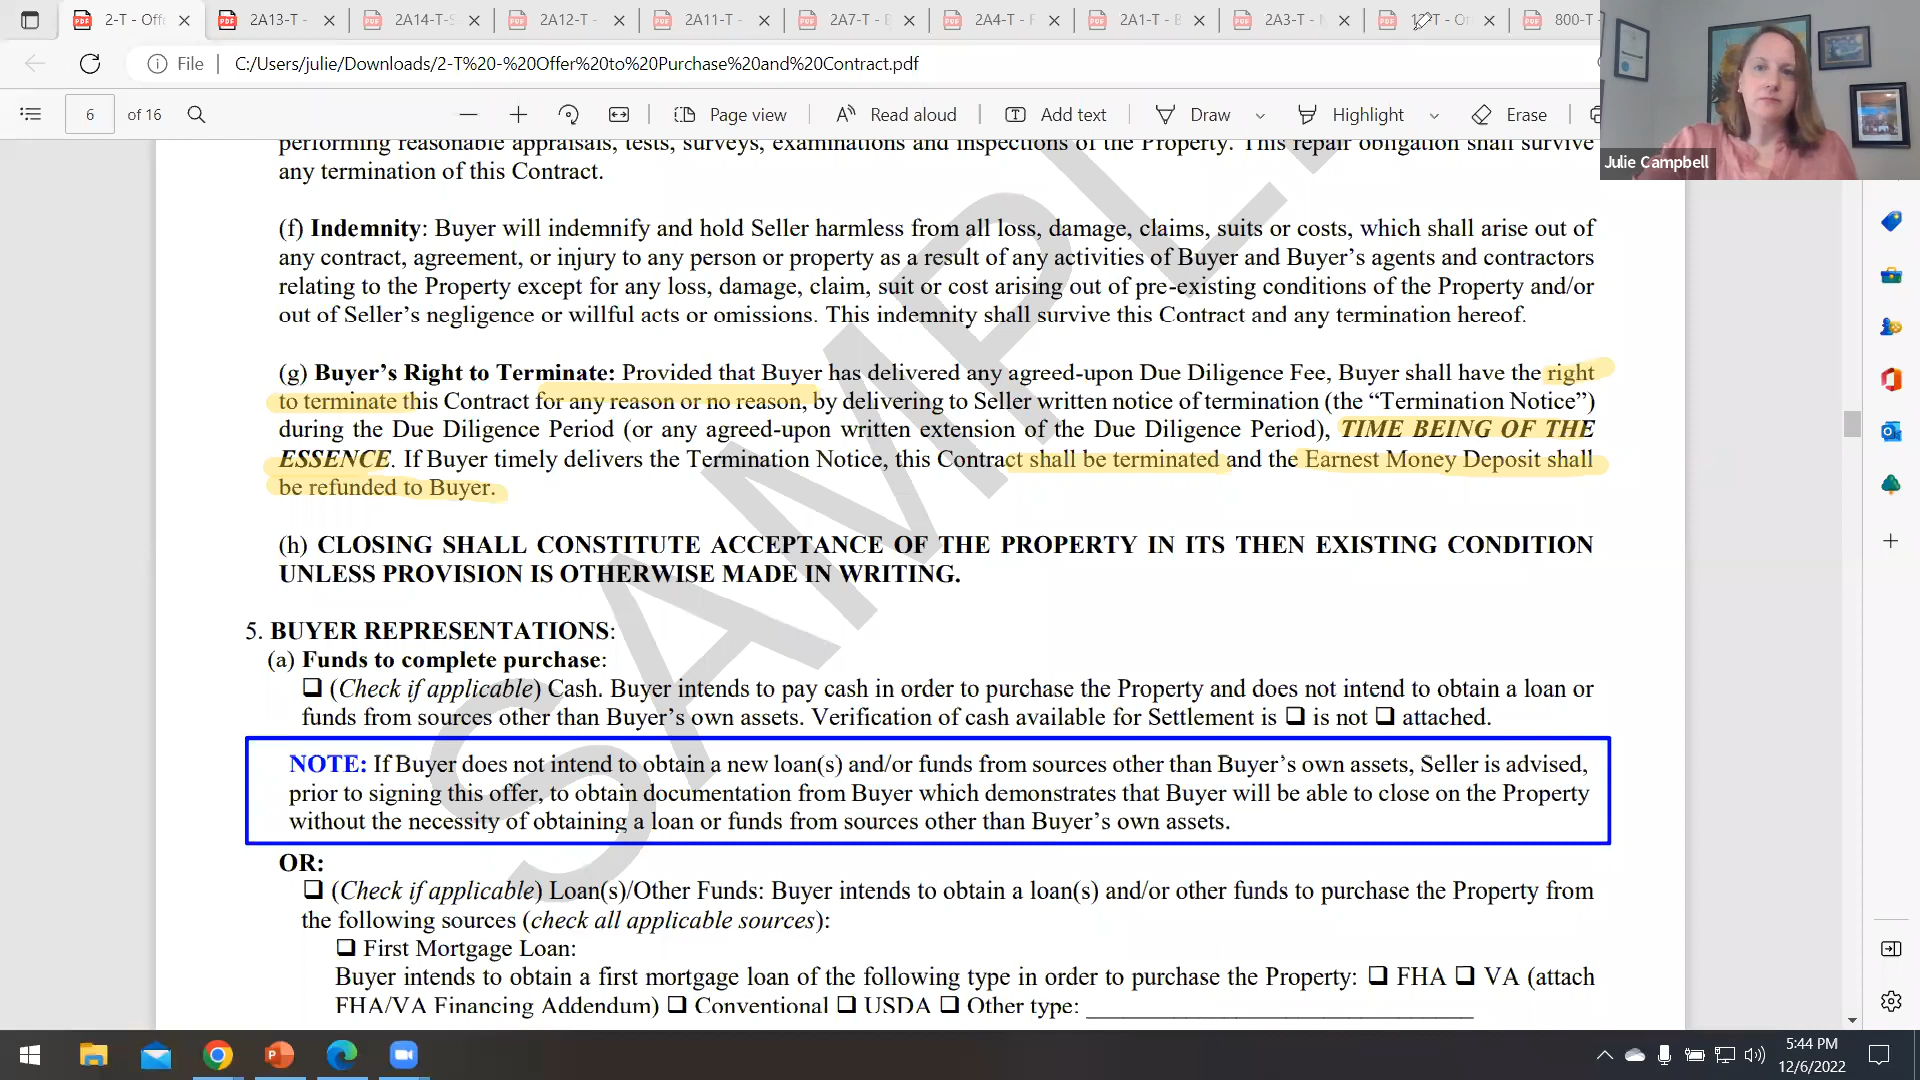 2-T - Off
2A13-T -
2A14-T-S
2A12-T -
2A11-T -
2A7-T - B
2A4-T - F
2A1-T - B
2A3-T -
800-T -
File
C:/Users/julie/Downloads/2-T%20-%20Offer%20to%20Purchase%20and%20Contract.pdf
6
of 16
Page view
Read aloud
Add text
Draw
Highlight
Erase
Julie Campbell
performing reasonable appraisals, tests, surveys, examinations and inspections of the Property. This repair obligation shall survive
any termination of this Contract.
(f) Indemnity: Buyer will indemnify and hold Seller harmless from all loss, damage, claims, suits or costs, which shall arise out of
any contract, agreement, or injury to any person or property as a result of any activities of Buyer and Buyer’s agents and contractors
relating to the Property except for any loss, damage, claim, suit or cost arising out of pre-existing conditions of the Property and/or
out of Seller’s negligence or willful acts or omissions. This indemnity shall survive this Contract and any termination hereof.
(g) Buyer’s Right to Terminate: Provided that Buyer has delivered any agreed-upon Due Diligence Fee, Buyer shall have the right
to terminate this Contract for any reason or no reason, by delivering to Seller written notice of termination (the “Termination Notice”)
during the Due Diligence Period (or any agreed-upon written extension of the Due Diligence Period), TIME BEING OF THE
ESSENCE. If Buyer timely delivers the Termination Notice, this Contract shall be terminated and the Earnest Money Deposit shall
be refunded to Buyer.
(h) CLOSING SHALL CONSTITUTE ACCEPTANCE OF THE PROPERTY IN ITS THEN EXISTING CONDITION
UNLESS PROVISION IS OTHERWISE MADE IN WRITING.
5. BUYER REPRESENTATIONS:
(a) Funds to complete purchase:
❑ (Check if applicable) Cash. Buyer intends to pay cash in order to purchase the Property and does not intend to obtain a loan or
funds from sources other than Buyer’s own assets. Verification of cash available for Settlement is ❑ is not ❑ attached.
NOTE: If Buyer does not intend to obtain a new loan(s) and/or funds from sources other than Buyer’s own assets, Seller is advised,
prior to signing this offer, to obtain documentation from Buyer which demonstrates that Buyer will be able to close on the Property
without the necessity of obtaining a loan or funds from sources other than Buyer’s own assets.
OR:
❑ (Check if applicable) Loan(s)/Other Funds: Buyer intends to obtain a loan(s) and/or other funds to purchase the Property from
the following sources (check all applicable sources):
❑ First Mortgage Loan:
Buyer intends to obtain a first mortgage loan of the following type in order to purchase the Property: ❑ FHA ❑ VA (attach
FHA/VA Financing Addendum) ❑ Conventional ❑ USDA ❑ Other type: ______________________________
SAMPL
5:44 PM
12/6/2022